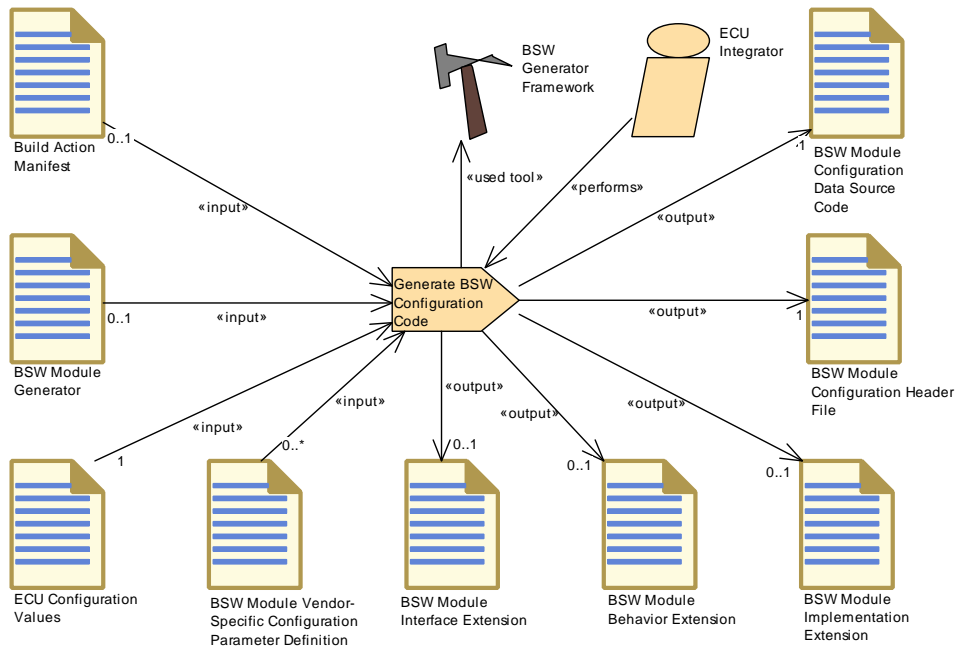 BSW
Generator
Framework
ECU
Integrator
Build Action
Manifest
0..1
«input»
«used tool»
«performs»
«output»
1
BSW Module
Configuration
Data Source
Code
BSW Module
Generator
0..1
«input»
Generate BSW
Configuration
Code
«output»
1
BSW Module
Configuration Header
File
«input»
1
ECU Configuration
Values
«input»
0..*
BSW Module Vendor-
Specific Configuration
Parameter Definition
«output»
0..1
BSW Module
Interface Extension
«output»
0..1
BSW Module
Behavior Extension
«output»
0..1
BSW Module
Implementation
Extension